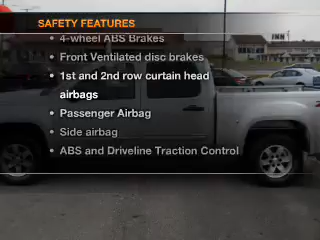 SAFETY FEATURES
• 4-wheel ABS Brakes
• Front Ventilated disc brakes
• 1st and 2nd row curtain head
airbags
• Passenger Airbag
• Side airbag
• ABS and Driveline Traction Control
INN